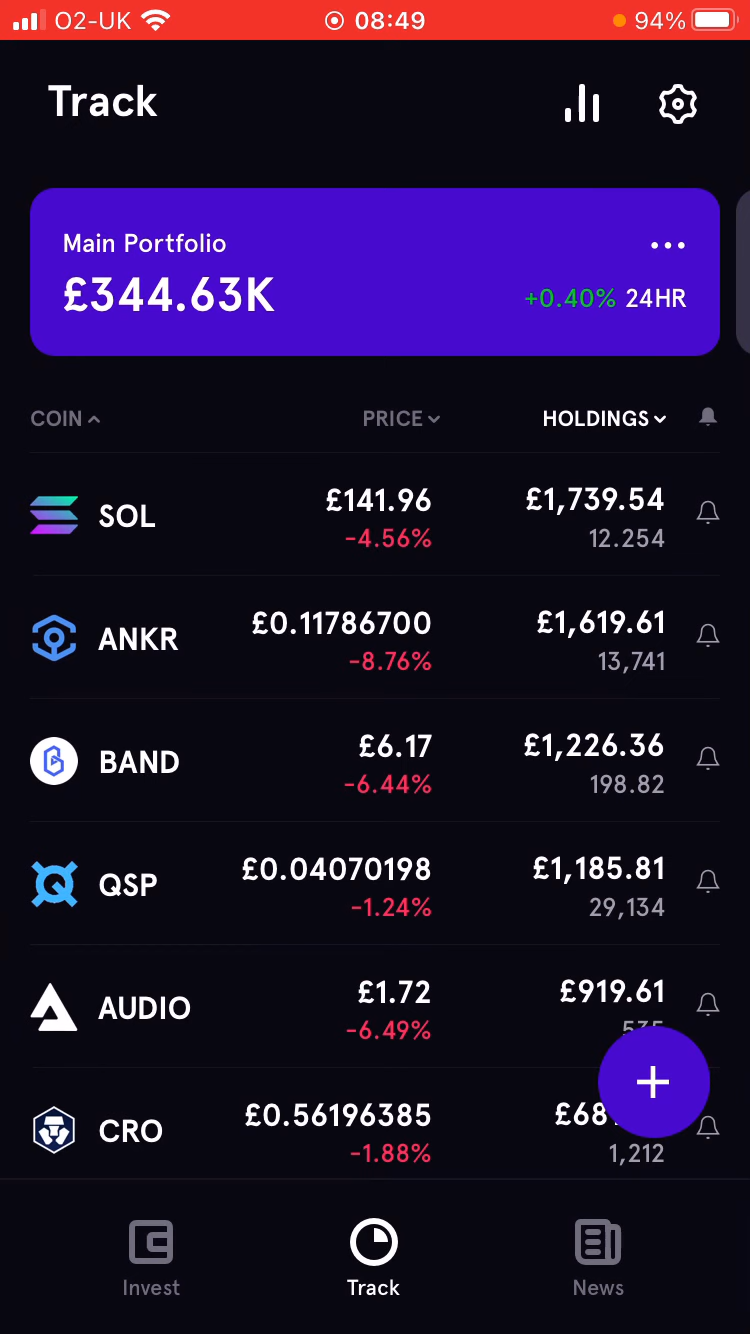 O2-UK 08:49 94%
Track
Main Portfolio
£344.63K +0.40% 24HR
COIN PRICE HOLDINGS
SOL £141.96 £1,739.54
-4.56% 12.254
ANKR £0.11786700 £1,619.61
-8.76% 13,741
BAND £6.17 £1,226.36
-6.44% 198.82
QSP £0.04070198 £1,185.81
-1.24% 29,134
AUDIO £1.72 £919.61
-6.49%
CRO £0.56196385
-1.88% 1,212
Invest Track News